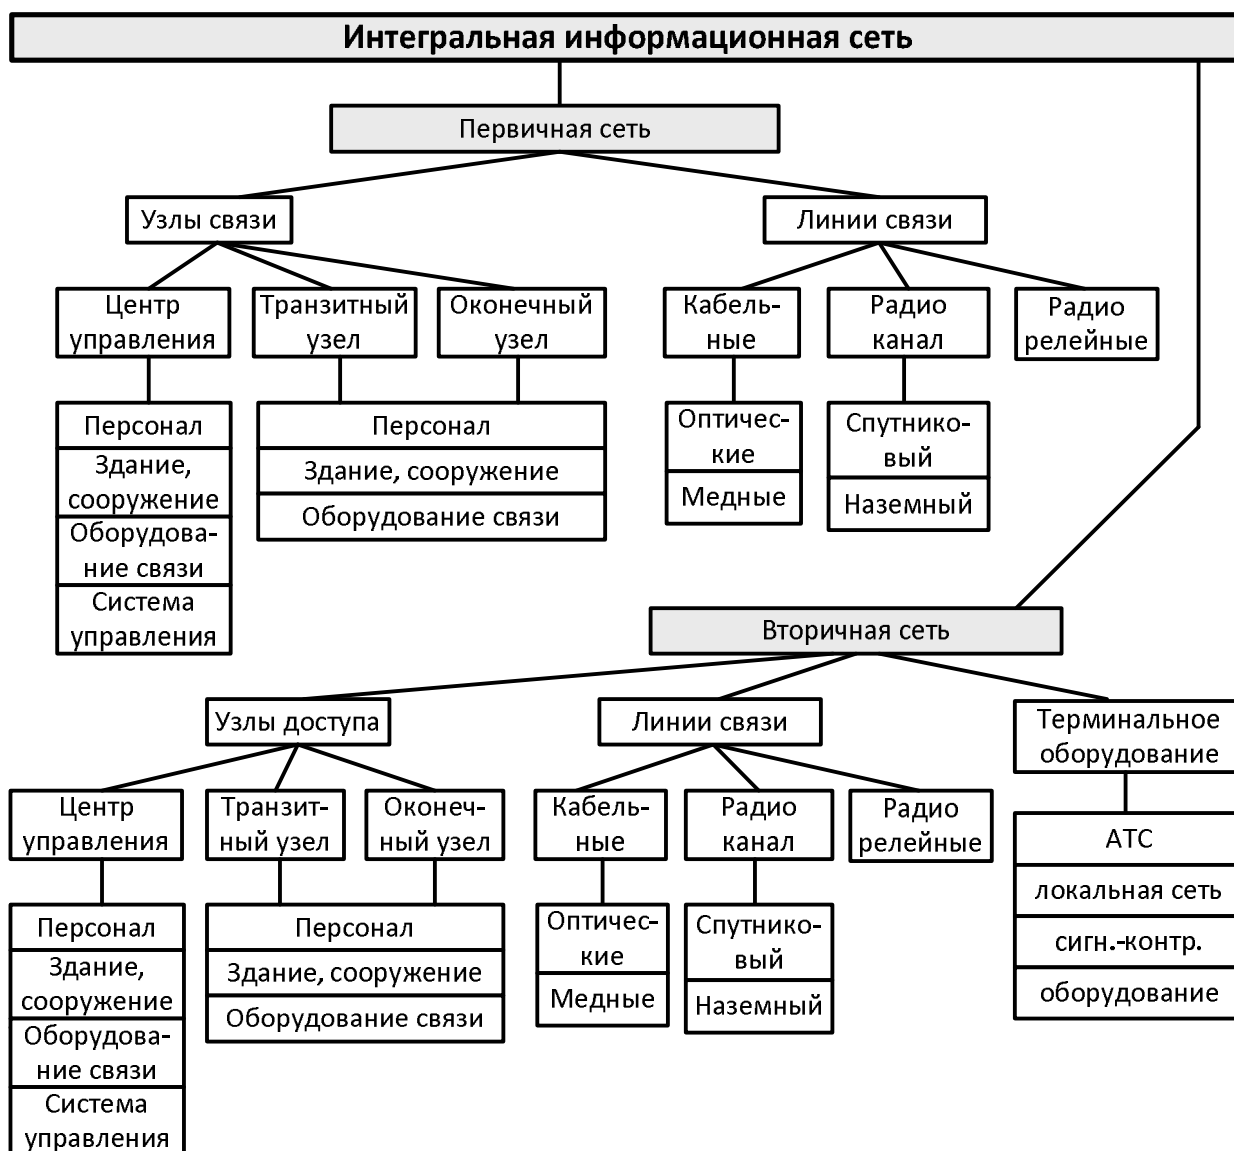 Интегральная информационная сеть
Первичная сеть
Узлы связи
Линии связи
Центр
управления
Транзитный
узел
Оконечный
узел
Кабель-
ные
Радио
канал
Радио
релейные
Персонал
Здание,
сооружение
Оборудова-
ние связи
Система
управления
Персонал
Здание, сооружение
Оборудование связи
Оптичес-
кие
Медные
Спутнико-
вый
Наземный
Вторичная сеть
Узлы доступа
Линии связи
Терминальное
оборудование
Центр
управления
Транзит-
ный узел
Оконеч-
ный узел
Кабель-
ные
Радио
канал
Радио
релейные
Персонал
Здание,
сооружение
Оборудова-
ние связи
Система
управления
Персонал
Здание, сооружение
Оборудование связи
Оптичес-
кие
Медные
Спутнико-
вый
Наземный
АТС
локальная сеть
сигн.-контр.
оборудование